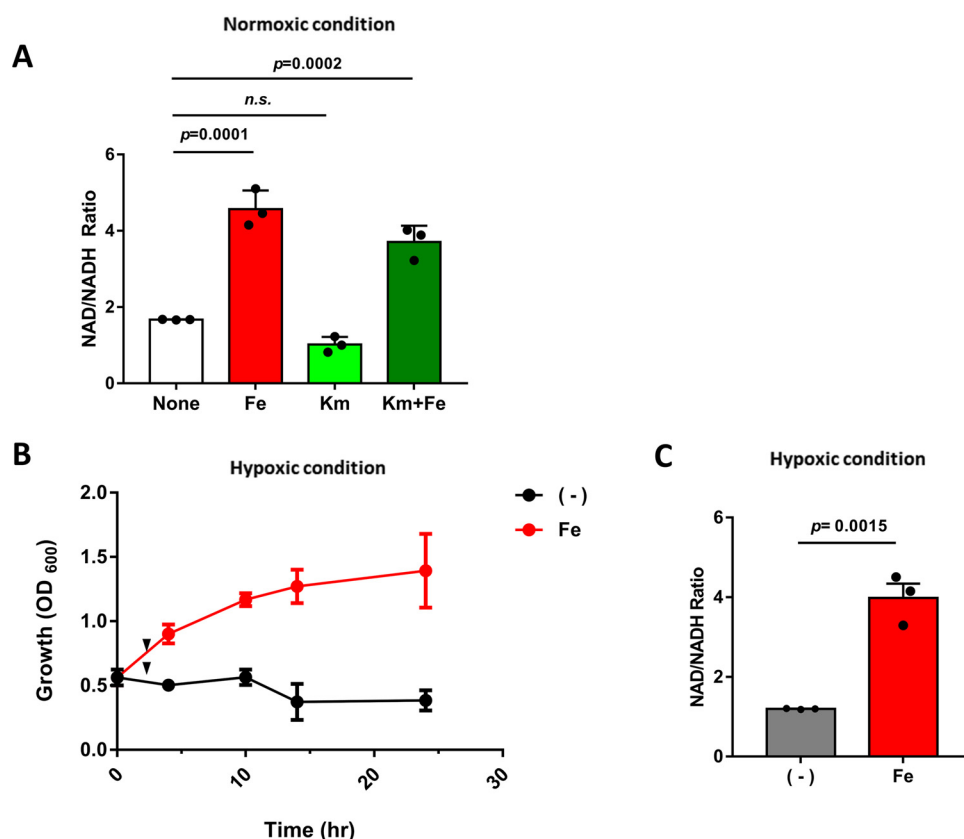 Normoxic condition
A
p=0.0002
n.s.
p=0.0001
6
4
2
0
NAD/NADH Ratio
None Fe Km Km+Fe
B
Hypoxic condition
2.0
1.5
1.0
0.5
0.0
Growth (OD 600)
0 10 20 30
Time (hr)
( - )
Fe
C
Hypoxic condition
p= 0.0015
6
4
2
0
NAD/NADH Ratio
( - ) Fe